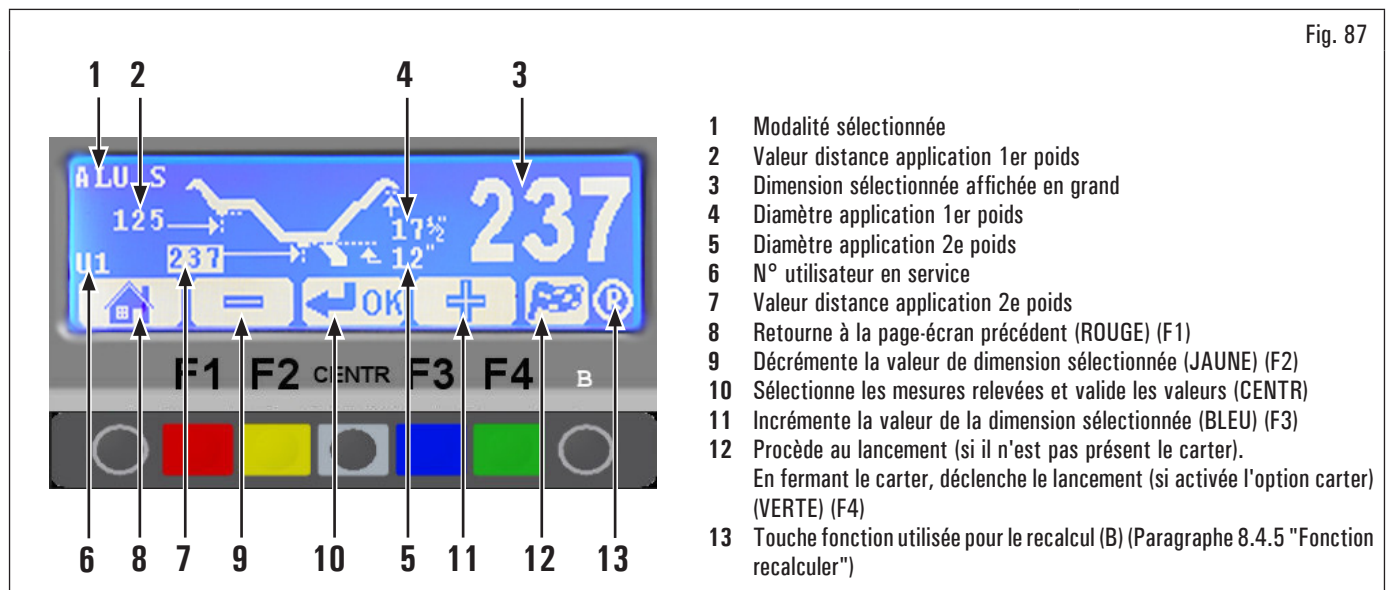 Fig. 87
1 2 4 3
ALU S
125
17½"
237
237
12"
U1
OK
R
F1 F2 CENTR F3 F4 B
6 8 7 9 10 5 11 12 13
1 Modalité sélectionnée
2 Valeur distance application 1er poids
3 Dimension sélectionnée affichée en grand
4 Diamètre application 1er poids
5 Diamètre application 2e poids
6 N° utilisateur en service
7 Valeur distance application 2e poids
8 Retourne à la page-écran précédent (ROUGE) (F1)
9 Décrémente la valeur de dimension sélectionnée (JAUNE) (F2)
10 Sélectionne les mesures relevées et valide les valeurs (CENTR)
11 Incrémente la valeur de la dimension sélectionnée (BLEU) (F3)
12 Procède au lancement (si il n'est pas présent le carter).
En fermant le carter, déclenche le lancement (si activée l'option carter)
(VERTE) (F4)
13 Touche fonction utilisée pour le recalcul (B) (Paragraphe 8.4.5 "Fonction
recalculer")